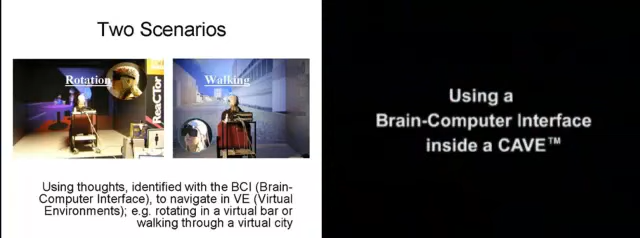 Two Scenarios
Rotation
Walking
ReaCTor
Using thoughts, identified with the BCI (Brain-
Computer Interface), to navigate in VE (Virtual
Environments); e.g. rotating in a virtual bar or
walking through a virtual city
Using a
Brain-Computer Interface
inside a CAVE™